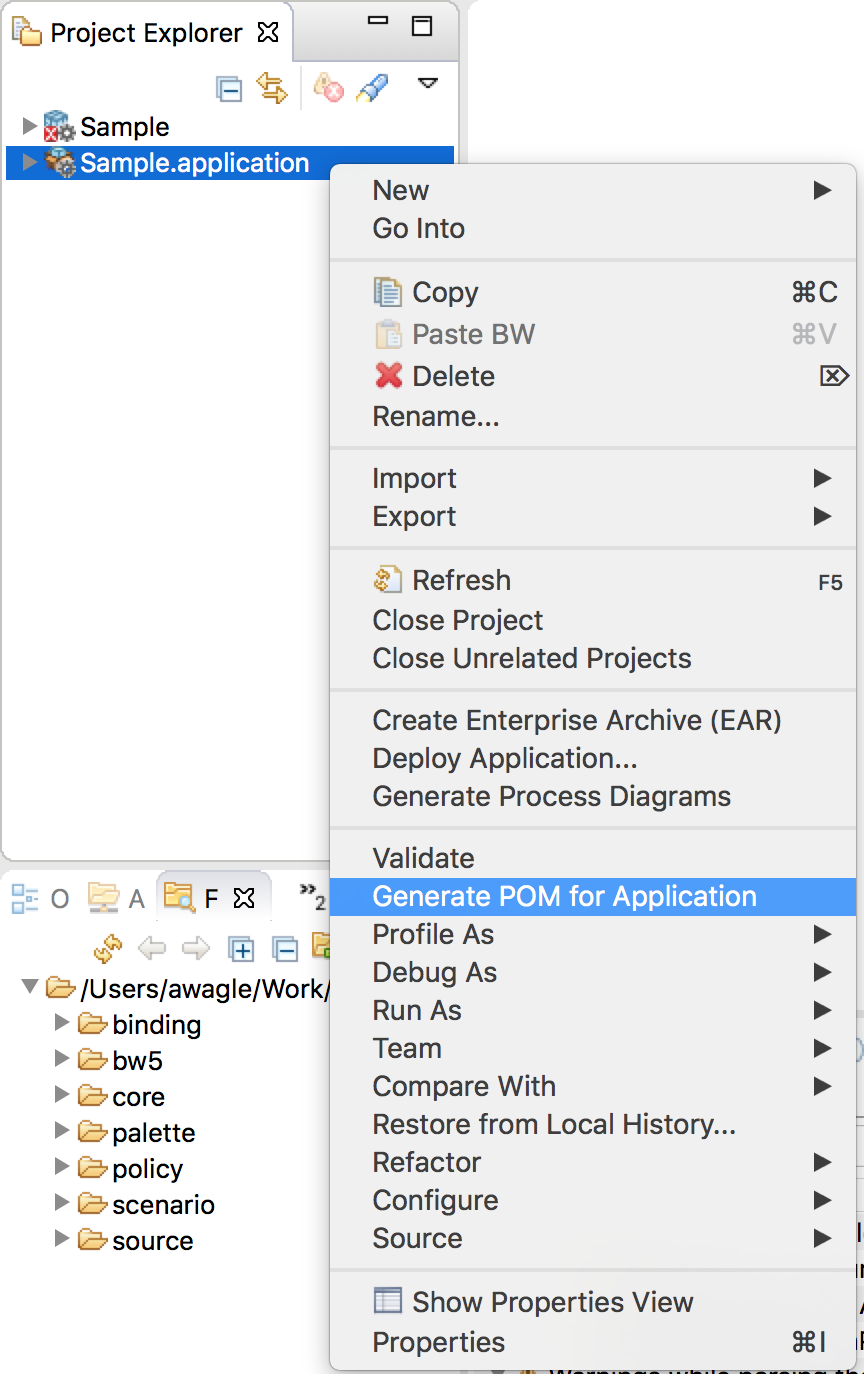 Project Explorer
Sample
Sample.application
New
Go Into
Copy ⌘C
Paste BW ⌘V
Delete ⌦
Rename...
Import
Export
Refresh F5
Close Project
Close Unrelated Projects
Create Enterprise Archive (EAR)
Deploy Application...
Generate Process Diagrams
Validate
Generate POM for Application
Profile As
Debug As
Run As
Team
Compare With
Restore from Local History...
Refactor
Configure
Source
Show Properties View
Properties ⌘I
O A F »2
/Users/awagle/Work/
binding
bw5
core
palette
policy
scenario
source